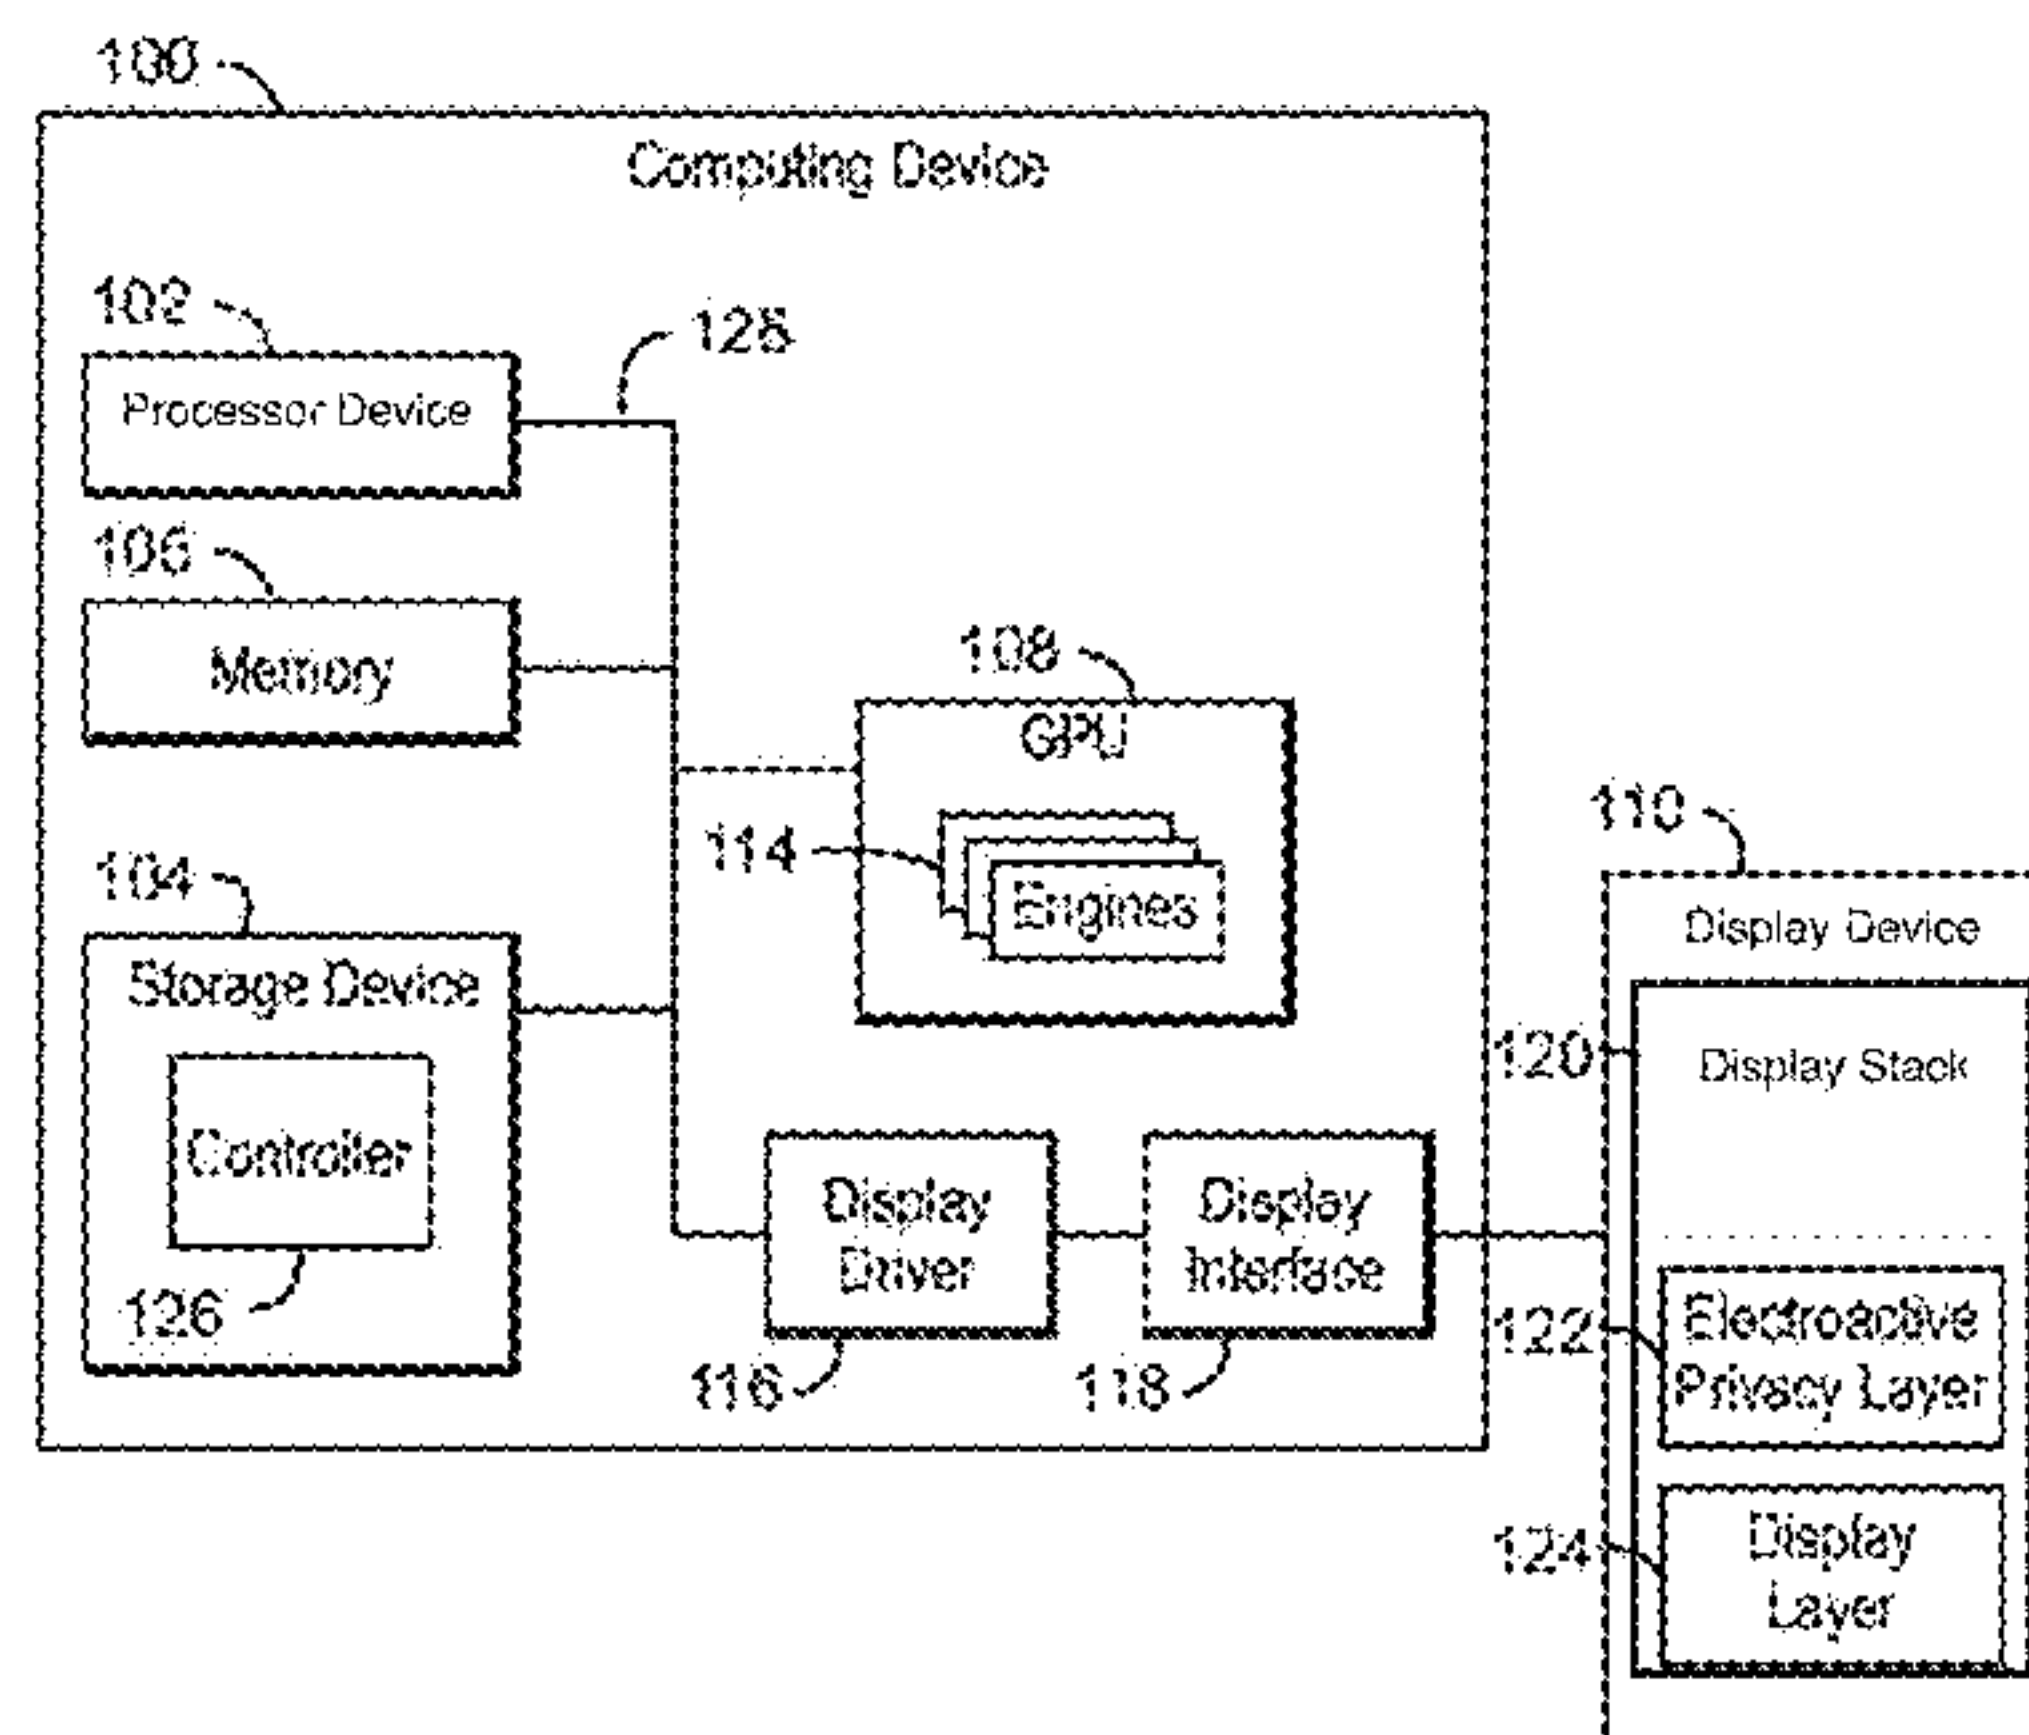 100
Computing Device
102
128
Processor Device
106
Memory
108
GPU
114
Engines
104
Storage Device
Controller
126
Display
Driver
116
Display
Interface
118
110
Display Device
120
Display Stack
122
Electroactive
Privacy Layer
124
Display
Layer